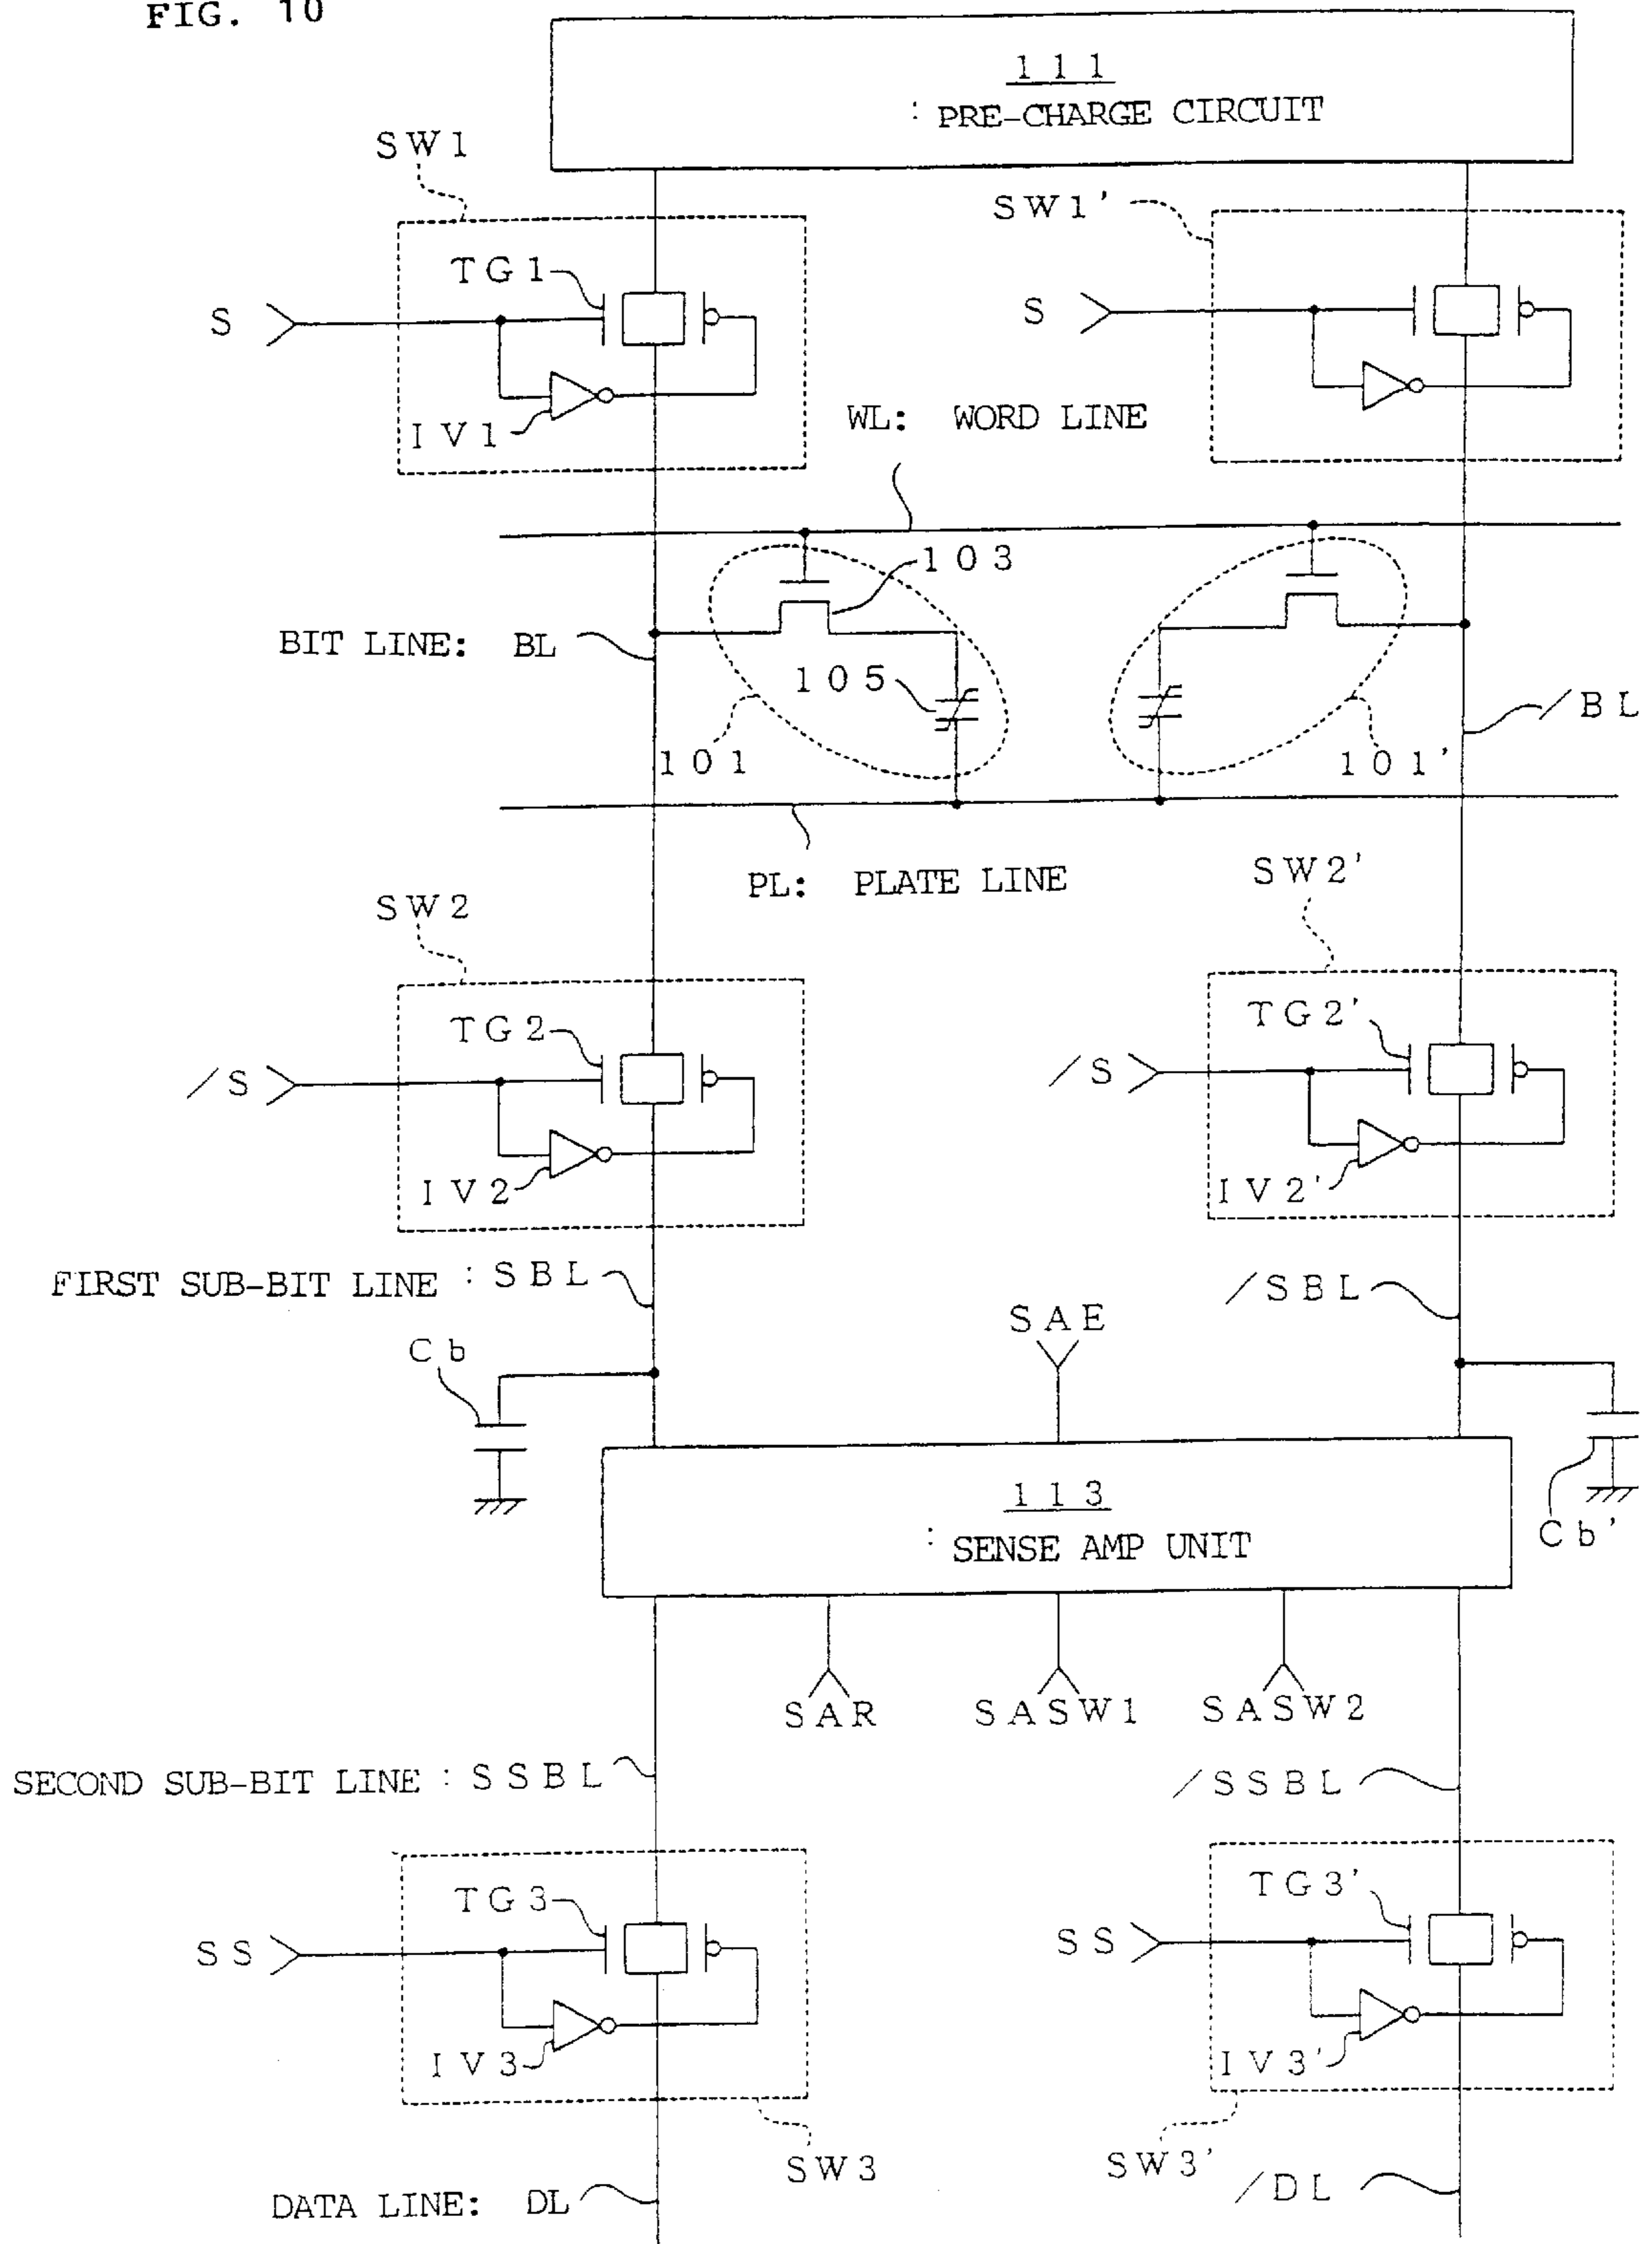 FIG. 10
111
: PRE-CHARGE CIRCUIT
SW1
SW1'
TG1
S
S
IV1
WL: WORD LINE
103
BIT LINE: BL
105
/BL
101
101'
PL: PLATE LINE
SW2'
SW2
TG2
TG2'
/S
/S
IV2
IV2'
FIRST SUB-BIT LINE : SBL
/SBL
SAE
Cb
113
: SENSE AMP UNIT
Cb'
SAR
SASW1
SASW2
SECOND SUB-BIT LINE : SSBL
/SSBL
TG3
TG3'
SS
SS
IV3
IV3'
SW3
SW3'
DATA LINE: DL
/DL